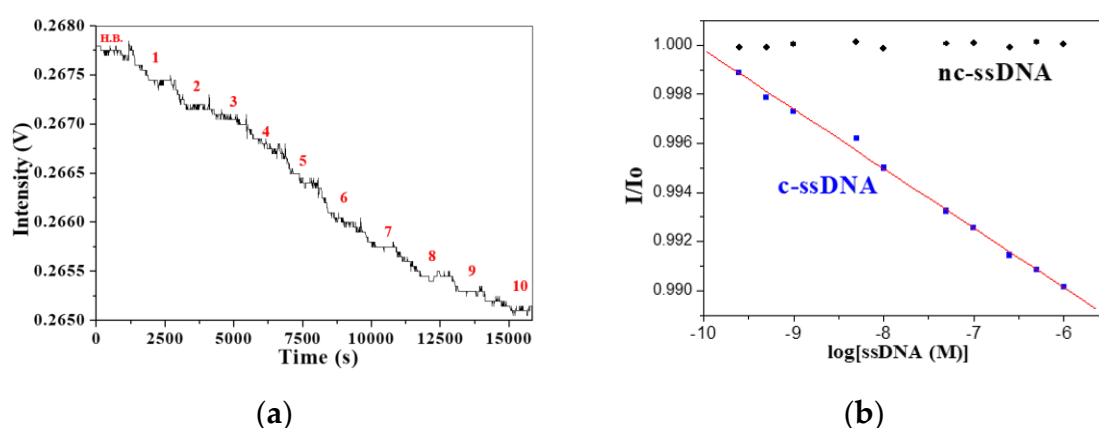 0.2680
0.2675
0.2670
0.2665
0.2660
0.2655
0.2650
Intensity (V)
H.B.
1
2
3
4
5
6
7
8
9
10
0 2500 5000 7500 10000 12500 15000
Time (s)
(a)
1.000
0.998
0.996
0.994
0.992
0.990
I/Io
nc-ssDNA
c-ssDNA
-10 -9 -8 -7 -6
log[ssDNA (M)]
(b)